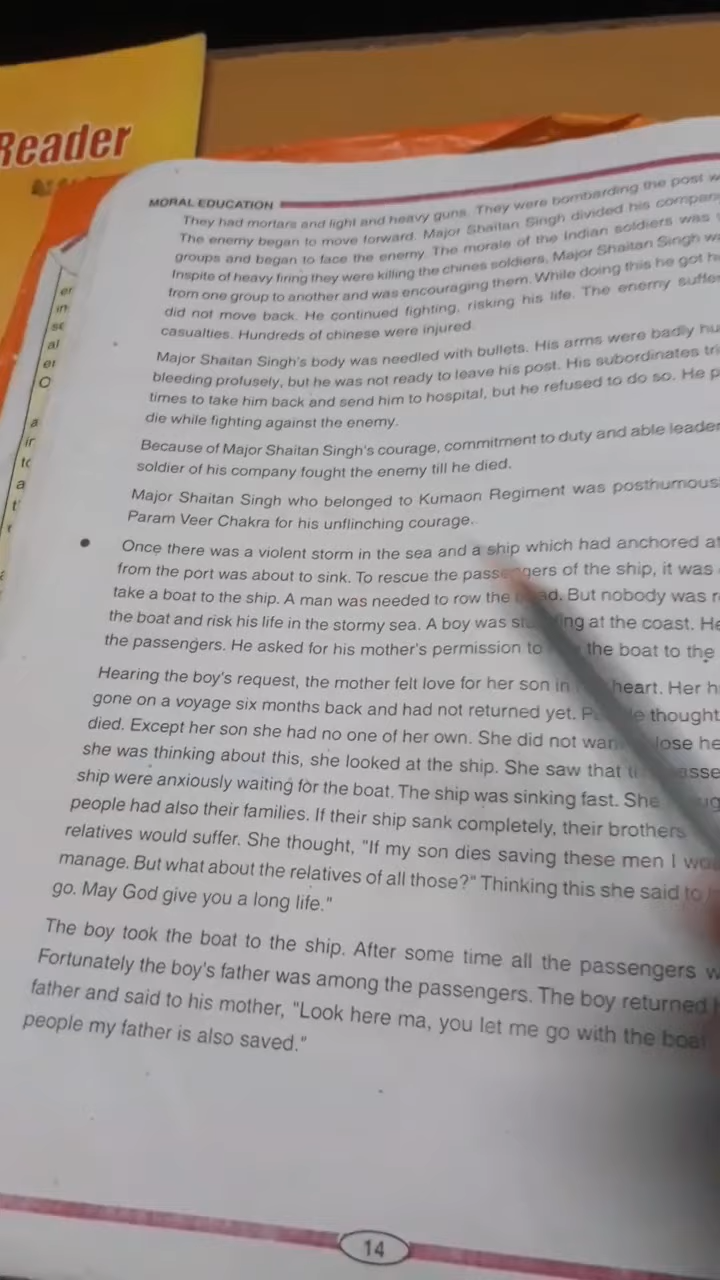 Reader
MORAL EDUCATION
They had mortars and light and heavy guns. They were bombarding the post w
The enemy began to move forward. Major Shaitan Singh divided his compan
groups and began to face the enemy. The morale of the Indian soldiers was
Inspite of heavy firing they were killing the chines soldiers, Major Shaitan Singh w
from one group to another and was encouraging them. While doing this he got h
did not move back. He continued fighting, risking his life. The enemy suffe
casualties. Hundreds of chinese were injured.
Major Shaitan Singh's body was needled with bullets. His arms were badly hu
bleeding profusely, but he was not ready to leave his post. His subordinates tri
times to take him back and send him to hospital, but he refused to do so. He p
die while fighting against the enemy.
Because of Major Shaitan Singh's courage, commitment to duty and able leader
soldier of his company fought the enemy till he died.
Major Shaitan Singh who belonged to Kumaon Regiment was posthumous
Param Veer Chakra for his unflinching courage.
• Once there was a violent storm in the sea and a ship which had anchored at
from the port was about to sink. To rescue the passengers of the ship, it was
take a boat to the ship. A man was needed to row the But nobody was r
the boat and risk his life in the stormy sea. A boy was at the coast. He
the passengers. He asked for his mother's permission to the boat to the
Hearing the boy's request, the mother felt love for her son in heart. Her h
gone on a voyage six months back and had not returned yet. thought
died. Except her son she had no one of her own. She did not lose he
she was thinking about this, she looked at the ship. She saw that asse
ship were anxiously waiting for the boat. The ship was sinking fast. She
people had also their families. If their ship sank completely, their brothers
relatives would suffer. She thought, "If my son dies saving these men I
manage. But what about the relatives of all those?" Thinking this she said to
go. May God give you a long life."
The boy took the boat to the ship. After some time all the passengers w
Fortunately the boy's father was among the passengers. The boy returned
father and said to his mother, "Look here ma, you let me go with the boat
people my father is also saved."
14